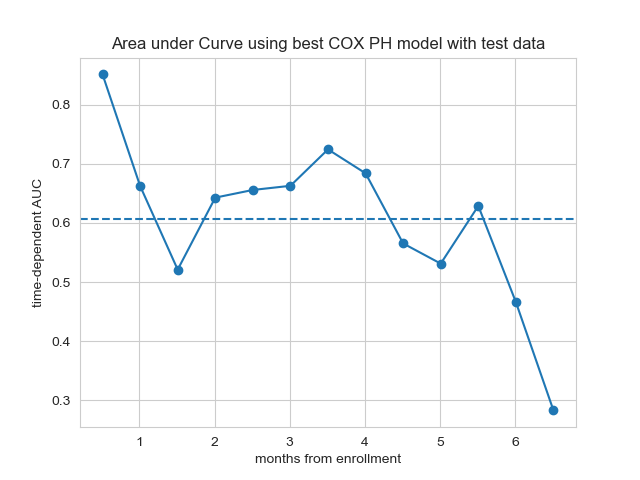 Area under Curve using best COX PH model with test data
time-dependent AUC
0.8
0.7
0.6
0.5
0.4
0.3
1 2 3 4 5 6
months from enrollment